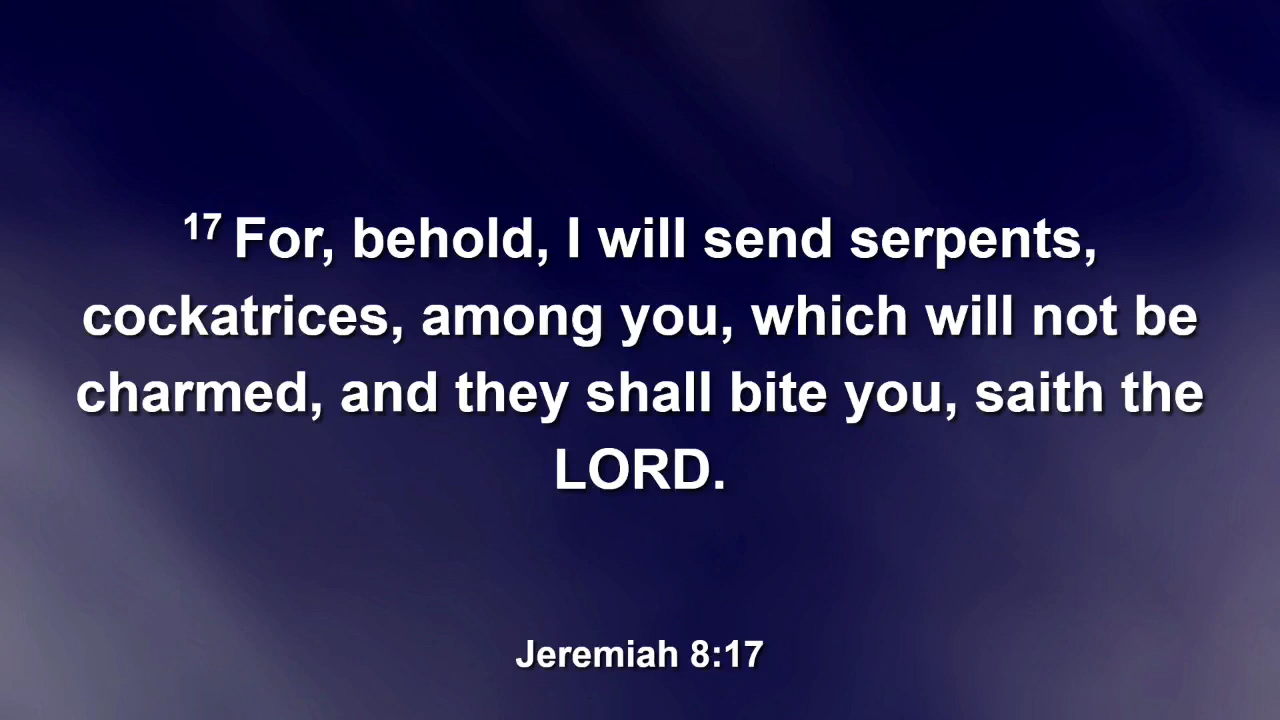 17 For, behold, I will send serpents,
cockatrices, among you, which will not be
charmed, and they shall bite you, saith the
LORD.
Jeremiah 8:17